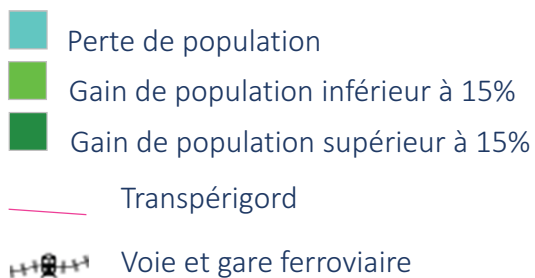 Perte de population
Gain de population inférieur à 15%
Gain de population supérieur à 15%
Transpérigord
Voie et gare ferroviaire